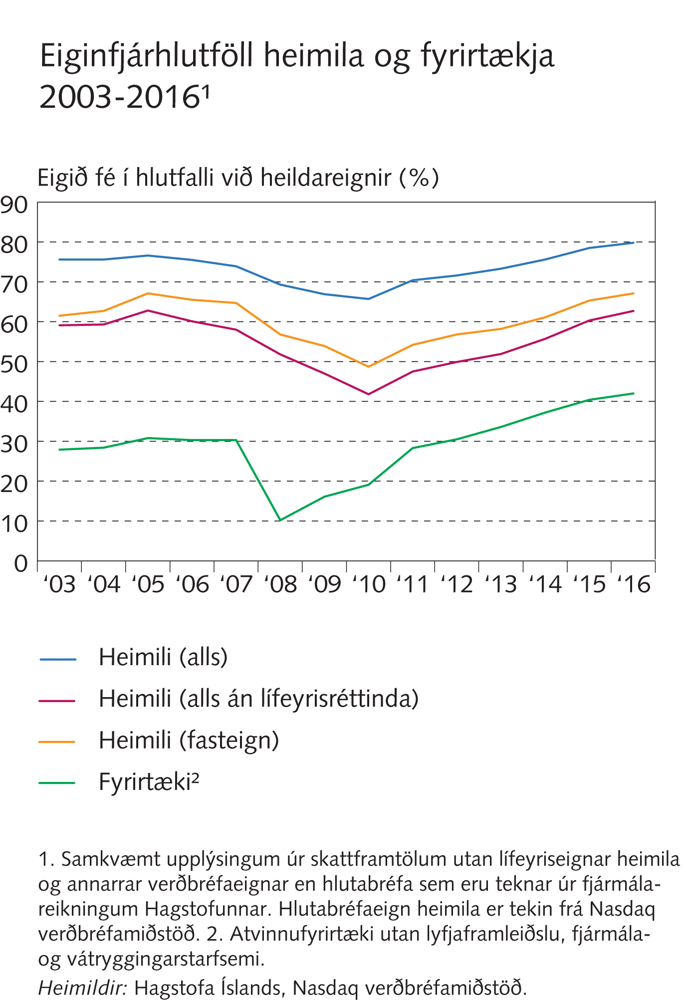 Eiginfjárhlutföll heimila og fyrirtækja
2003-2016¹
Eigið fé í hlutfalli við heildareignir (%)
90
80
70
60
50
40
30
20
10
0
‘03 ‘04 ‘05 ‘06 ‘07 ‘08 ‘09 ‘10 ‘11 ‘12 ‘13 ‘14 ‘15 ‘16
Heimili (alls)
Heimili (alls án lífeyrisréttinda)
Heimili (fasteign)
Fyrirtæki²
1. Samkvæmt upplýsingum úr skattframtölum utan lífeyriseignar heimila
og annarrar verðbréfaeignar en hlutabréfa sem eru teknar úr fjármála-
reikningum Hagstofunnar. Hlutabréfaeign heimila er tekin frá Nasdaq
verðbréfamiðstöð. 2. Atvinnufyrirtæki utan lyfjaframleiðslu, fjármála-
og vátryggingarstarfsemi.
Heimildir: Hagstofa Íslands, Nasdaq verðbréfamiðstöð.